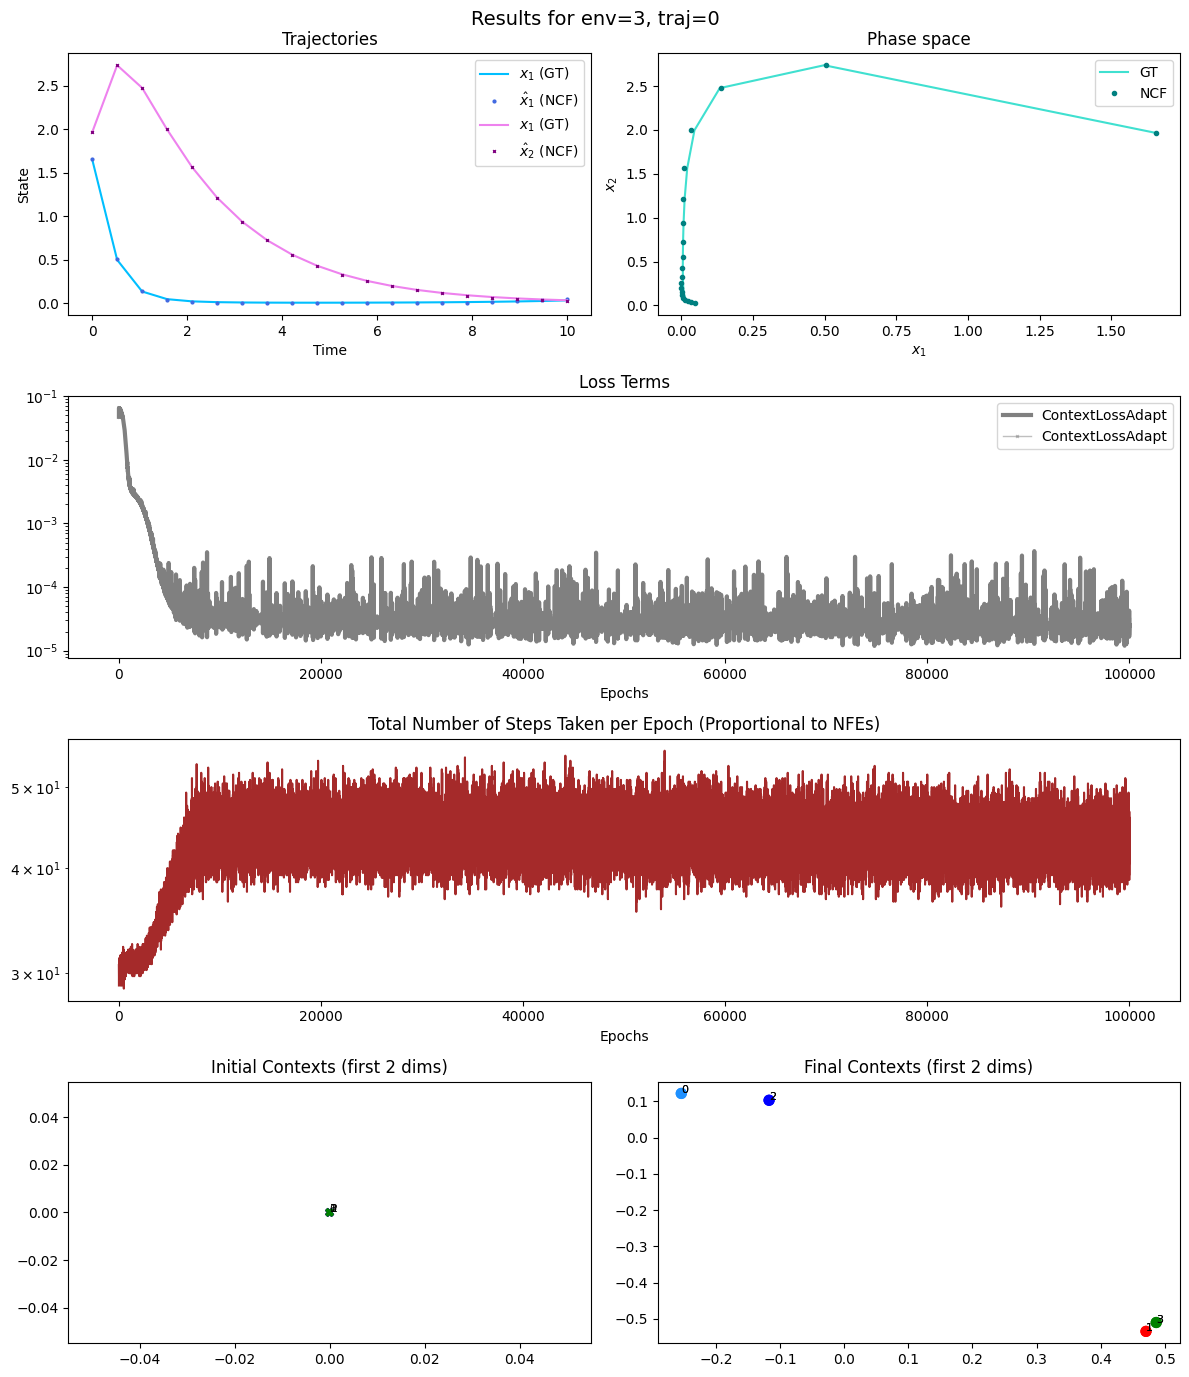 Results for env=3, traj=0
Trajectories
Phase space
2.5
2.0
1.5
1.0
0.5
0.0
State
0
2
4
6
8
10
Time
x₁ (GT)
x̂₁ (NCF)
x₁ (GT)
x̂₂ (NCF)
2.5
2.0
1.5
1.0
0.5
0.0
x₂
0.00
0.25
0.50
0.75
1.00
1.25
1.50
x₁
GT
NCF
Loss Terms
10⁻¹
10⁻²
10⁻³
10⁻⁴
10⁻⁵
0
20000
40000
60000
80000
100000
Epochs
ContextLossAdapt
ContextLossAdapt
Total Number of Steps Taken per Epoch (Proportional to NFEs)
5 × 10¹
4 × 10¹
3 × 10¹
0
20000
40000
60000
80000
100000
Epochs
Initial Contexts (first 2 dims)
0.04
0.02
0.00
−0.02
−0.04
−0.04
−0.02
0.00
0.02
0.04
Final Contexts (first 2 dims)
0.1
0.0
−0.1
−0.2
−0.3
−0.4
−0.5
−0.2
−0.1
0.0
0.1
0.2
0.3
0.4
0.5
0
2
1
3